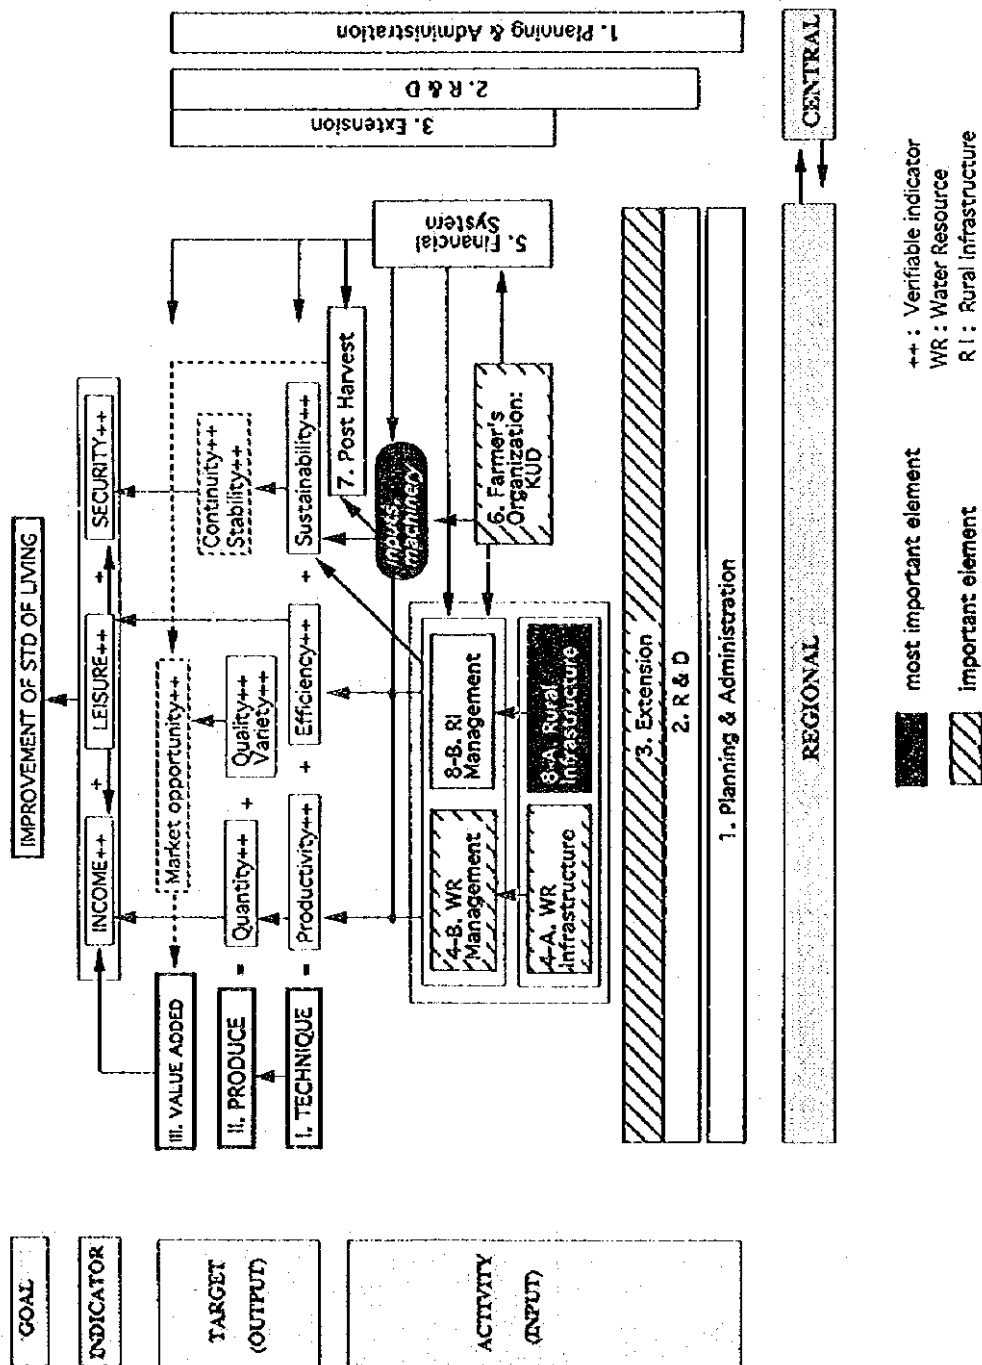 GOAL
IMPROVEMENT OF STD OF LIVING
INDICATOR
INCOME++
+
LEISURE++
+
SECURITY++
TARGET
(OUTPUT)
III. VALUE ADDED
Market opportunity++
II. PRODUCE
=
Quantity++
+
Quality++
Variety++
Continuity++
Stability++
I. TECHNIQUE
=
Productivity++
+
Efficiency++
+
Sustainability++
7. Post Harvest
ACTIVITY
(INPUT)
Inputs
machinery
5. Financial
System
4-B. WR
Management
8-B. RI
Management
6. Farmer's
Organization:
KUD
4-A. WR
Infrastructure
8-A. Rural
Infrastructure
3. Extension
2. R & D
1. Planning & Administration
3. Extension
2. R & D
1. Planning & Administration
REGIONAL
CENTRAL
most important element
important element
++ : Verifiable indicator
WR : Water Resource
R I : Rural Infrastructure